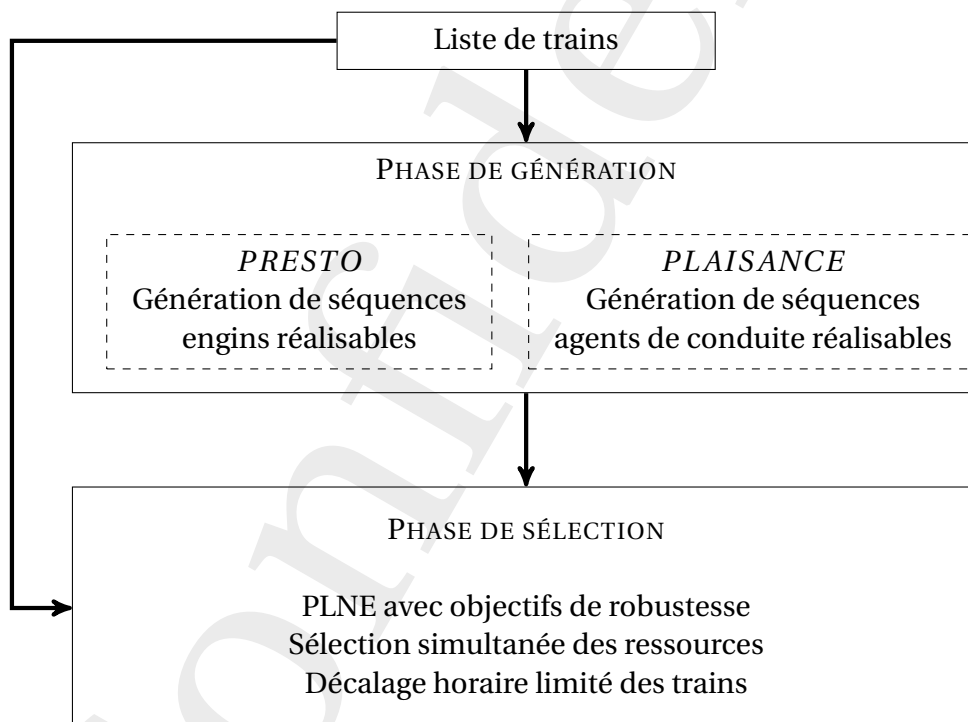 Liste de trains
PHASE DE GÉNÉRATION
PRESTO
Génération de séquences
engins réalisables
PLAISANCE
Génération de séquences
agents de conduite réalisables
PHASE DE SÉLECTION
PLNE avec objectifs de robustesse
Sélection simultanée des ressources
Décalage horaire limité des trains